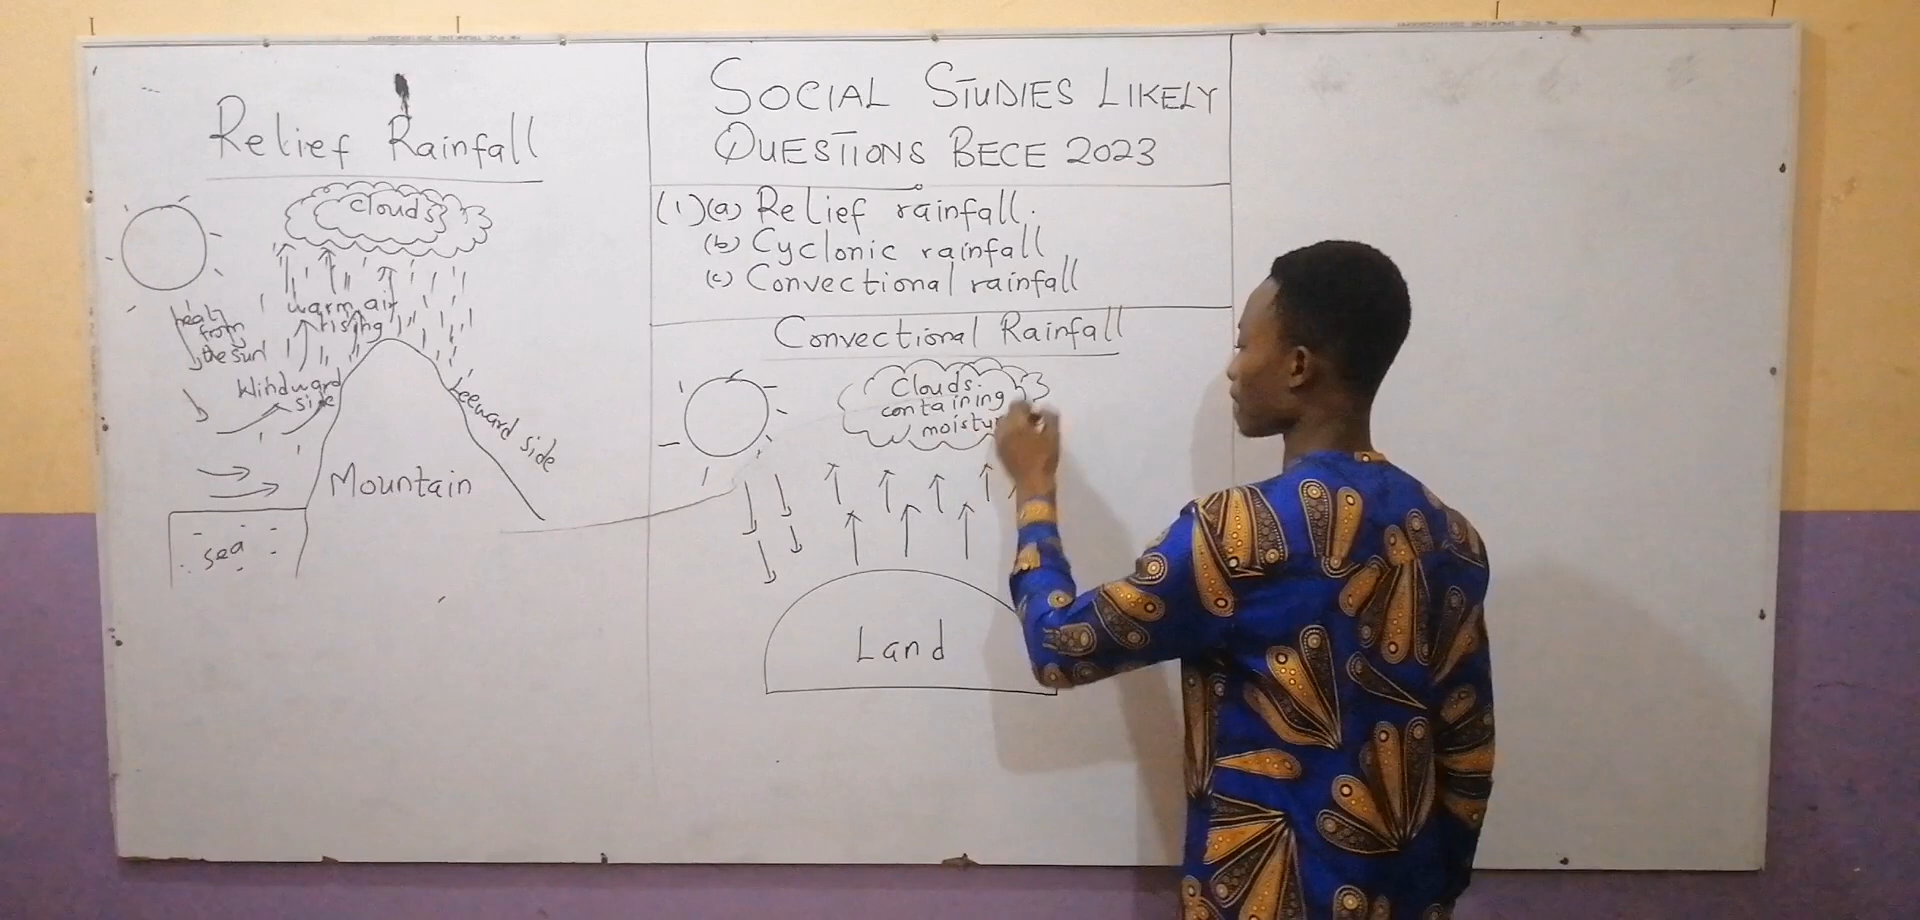 Relief Rainfall
clouds
warm air
rising
heat
from
the sun
Windward
side
Leeward side
Mountain
sea
SOCIAL STUDIES LIKELY
QUESTIONS BECE 2023
(1)(a) Relief rainfall.
(b) Cyclonic rainfall
(c) Convectional rainfall
Convectional Rainfall
Clouds
containing
moistur
Land